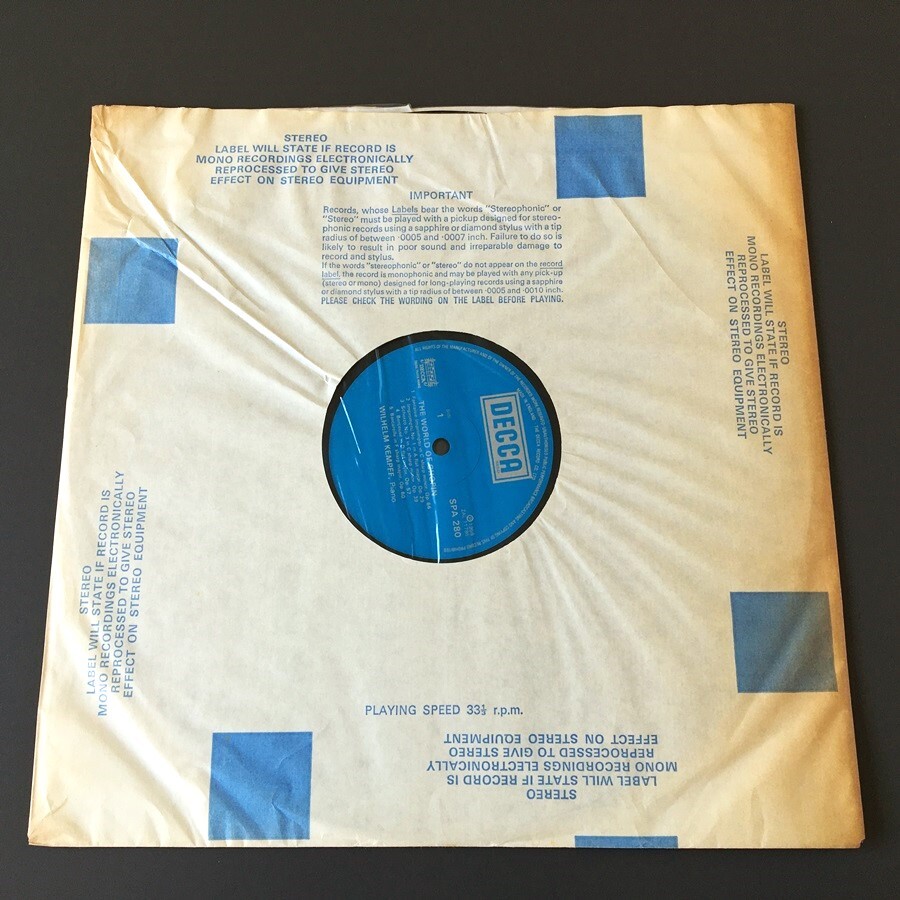 STEREO
LABEL WILL STATE IF RECORD IS
MONO RECORDINGS ELECTRONICALLY
REPROCESSED TO GIVE STEREO
EFFECT ON STEREO EQUIPMENT
IMPORTANT
Records, whose Labels bear the words "Stereophonic" or
"Stereo" must be played with a pickup designed for stereo-
phonic records using a sapphire or diamond stylus with a tip
radius of between ·0005 and ·0007 inch. Failure to do so is
likely to result in poor sound and irreparable damage to
record and stylus.
If the words "stereophonic" or "stereo" do not appear on the record
label, the record is monophonic and may be played with any pick-up
(stereo or mono) designed for long-playing records using a sapphire
or diamond stylus with a tip radius of between ·0005 and ·0010 inch.
PLEASE CHECK THE WORDING ON THE LABEL BEFORE PLAYING.
STEREO
LABEL WILL STATE IF RECORD IS
MONO RECORDINGS ELECTRONICALLY
REPROCESSED TO GIVE STEREO
EFFECT ON STEREO EQUIPMENT
DECCA
SPA 280
1
THE WORLD OF CHOPIN
WILHELM KEMPFF, Piano
STEREO
LABEL WILL STATE IF RECORD IS
MONO RECORDINGS ELECTRONICALLY
REPROCESSED TO GIVE STEREO
EFFECT ON STEREO EQUIPMENT
PLAYING SPEED 33⅓ r.p.m.
STEREO
LABEL WILL STATE IF RECORD IS
MONO RECORDINGS ELECTRONICALLY
REPROCESSED TO GIVE STEREO
EFFECT ON STEREO EQUIPMENT